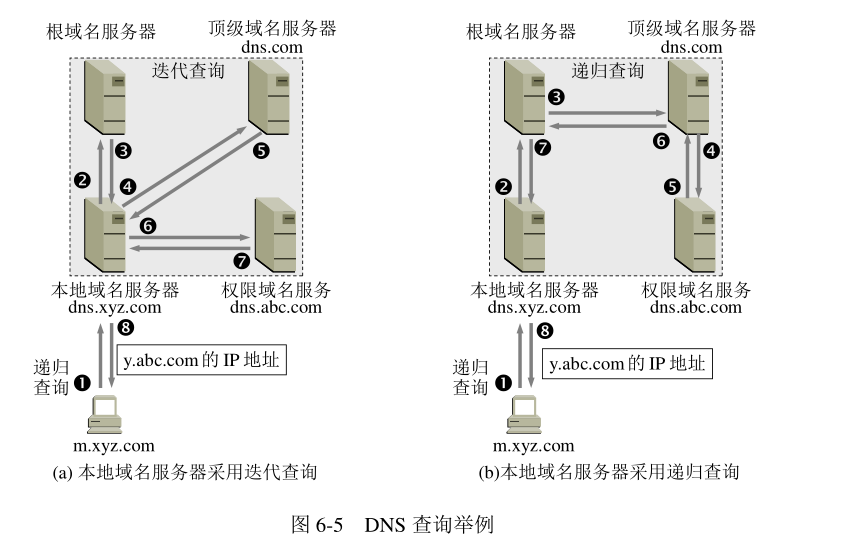 根域名服务器
顶级域名服务器
dns.com
迭代查询
❸
❺
❷
❹
❻
❼
本地域名服务器
dns.xyz.com
权限域名服务
dns.abc.com
❽
y.abc.com 的 IP 地址
递归
查询
❶
m.xyz.com
(a) 本地域名服务器采用迭代查询
根域名服务器
顶级域名服务器
dns.com
递归查询
❸
❻
❼
❹
❷
❺
本地域名服务器
dns.xyz.com
权限域名服务
dns.abc.com
❽
y.abc.com 的 IP 地址
递归
查询
❶
m.xyz.com
(b)本地域名服务器采用递归查询
图 6-5 DNS 查询举例